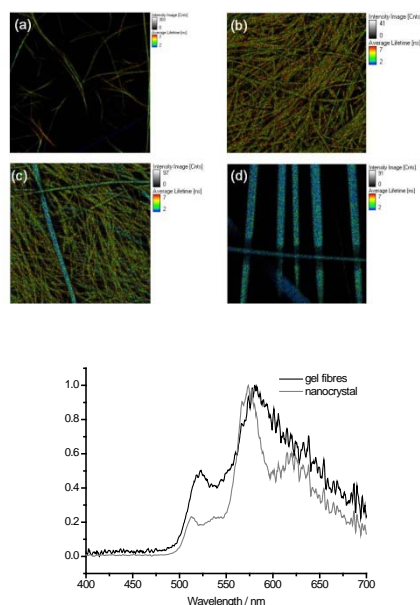 (a)
Intensity Image [Cnts]
0
Average Lifetime [ns]
7
2
(b)
Intensity Image [Cnts]
41
0
Average Lifetime [ns]
7
2
(c)
Intensity Image [Cnts]
97
0
Average Lifetime [ns]
7
2
(d)
Intensity Image [Cnts]
91
0
Average Lifetime [ns]
7
2
gel fibres
nanocrystal
1.0
0.8
0.6
0.4
0.2
0.0
400 450 500 550 600 650 700
Wavelength / nm